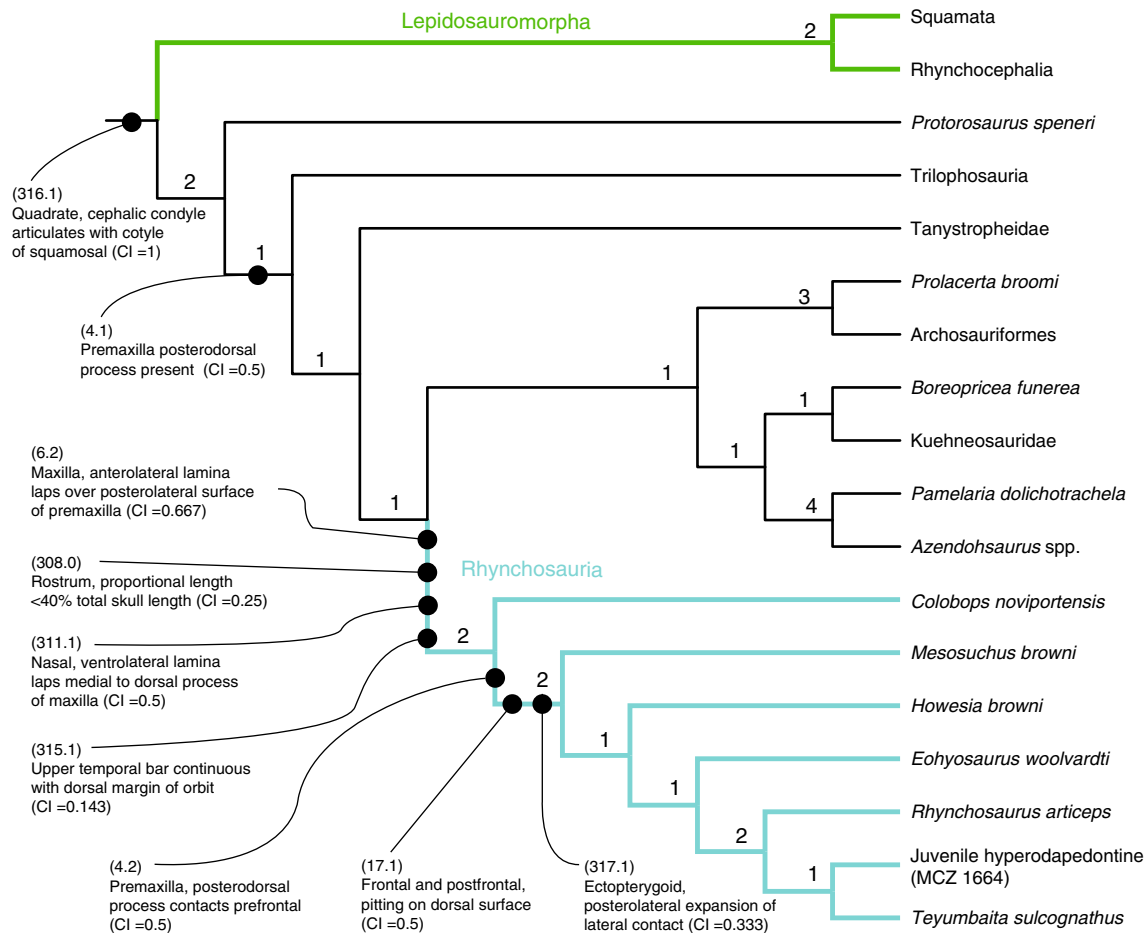 Lepidosauromorpha
2
Squamata
Rhynchocephalia
Protorosaurus speneri
2
(316.1)
Quadrate, cephalic condyle
articulates with cotyle
of squamosal (CI =1)
Trilophosauria
1
Tanystropheidae
(4.1)
Premaxilla posterodorsal
process present (CI =0.5)
1
Prolacerta broomi
3
Archosauriformes
1
Boreopricea funerea
1
Kuehneosauridae
1
Pamelaria dolichotrachela
4
Azendohsaurus spp.
1
(6.2)
Maxilla, anterolateral lamina
laps over posterolateral surface
of premaxilla (CI =0.667)
Rhynchosauria
(308.0)
Rostrum, proportional length
<40% total skull length (CI =0.25)
Colobops noviportensis
2
(311.1)
Nasal, ventrolateral lamina
laps medial to dorsal process
of maxilla (CI =0.5)
Mesosuchus browni
2
Howesia browni
1
(315.1)
Upper temporal bar continuous
with dorsal margin of orbit
(CI =0.143)
Eohyosaurus woolvardti
1
Rhynchosaurus articeps
2
Juvenile hyperodapedontine
(MCZ 1664)
1
Teyumbaita sulcognathus
(4.2)
Premaxilla, posterodorsal
process contacts prefrontal
(CI =0.5)
(17.1)
Frontal and postfrontal,
pitting on dorsal surface
(CI =0.5)
(317.1)
Ectopterygoid,
posterolateral expansion of
lateral contact (CI =0.333)